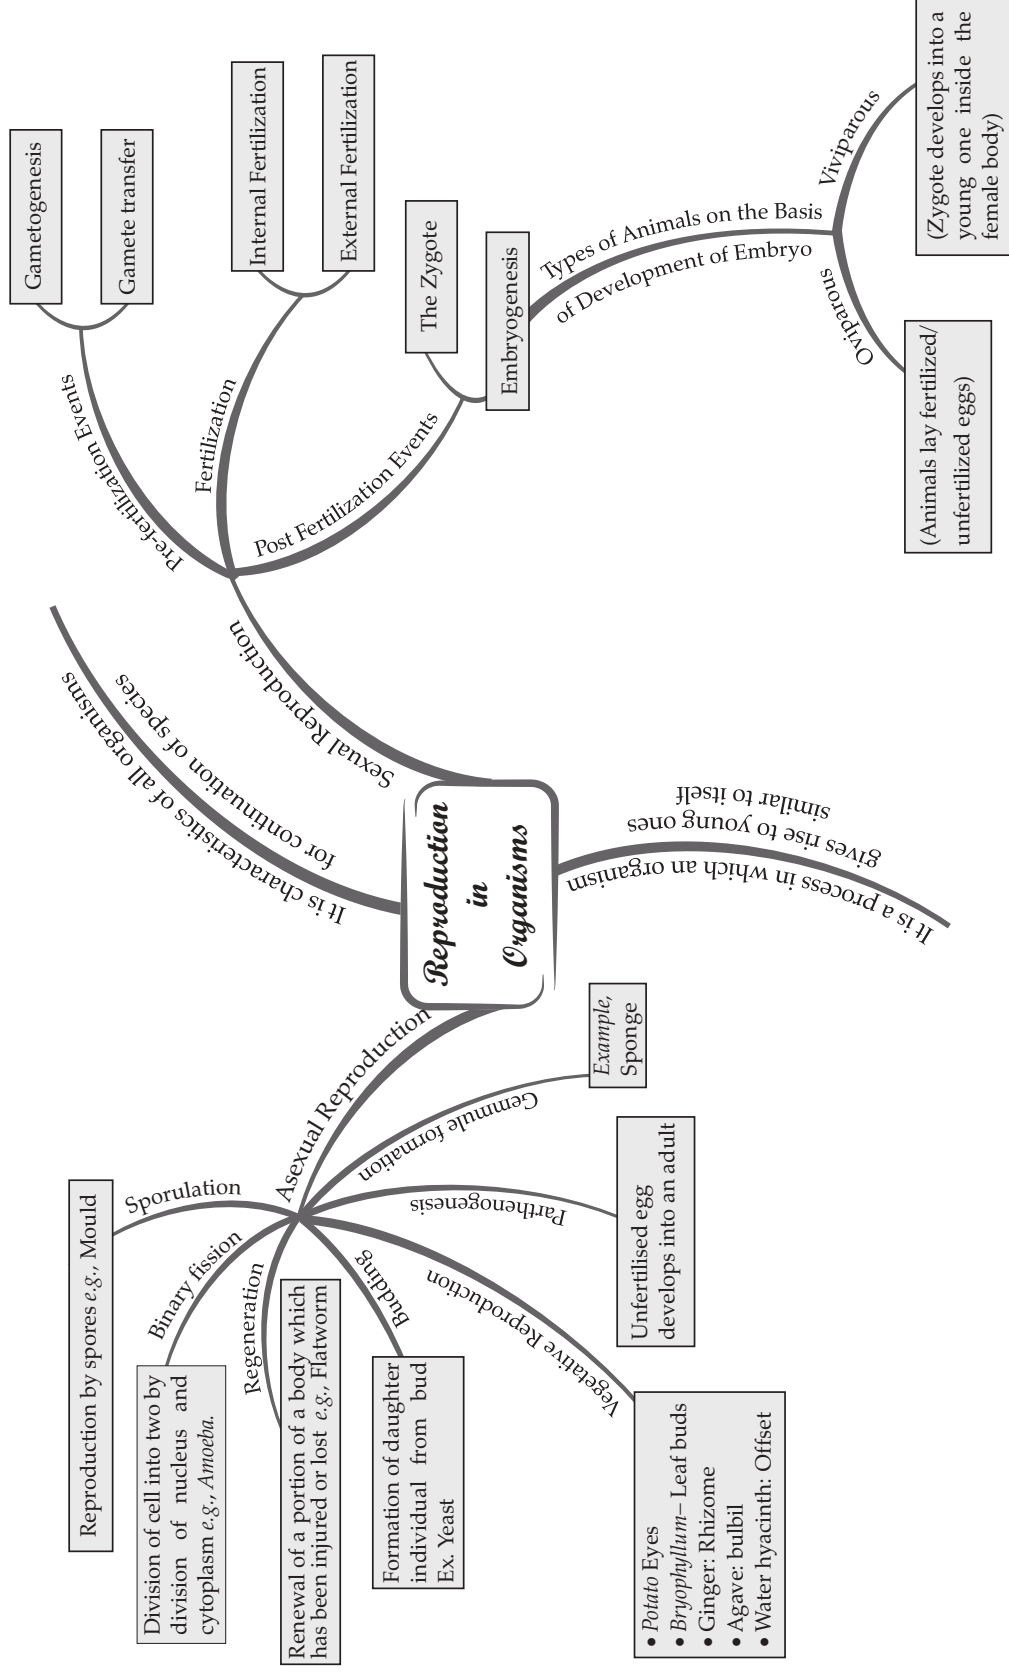 Reproduction
in
Organisms
It is characteristics of all organisms
for continuation of species
It is a process in which an organism
gives rise to young ones
similar to itself
Asexual Reproduction
Sporulation
Reproduction by spores e.g., Mould
Binary fission
Division of cell into two by
division of nucleus and
cytoplasm e.g., Amoeba.
Regeneration
Renewal of a portion of a body which
has been injured or lost e.g., Flatworm
Budding
Formation of daughter
individual from bud
Ex. Yeast
Vegetative Reproduction
• Potato Eyes
• Bryophyllum– Leaf buds
• Ginger: Rhizome
• Agave: bulbil
• Water hyacinth: Offset
Parthenogenesis
Unfertilised egg
develops into an adult
Gemmule formation
Example,
Sponge
Sexual Reproduction
Pre-fertilization Events
Gametogenesis
Gamete transfer
Fertilization
Internal Fertilization
External Fertilization
Post Fertilization Events
The Zygote
Embryogenesis
Types of Animals on the Basis
of Development of Embryo
Oviparous
(Animals lay fertilized/
unfertilized eggs)
Viviparous
(Zygote develops into a
young one inside the
female body)